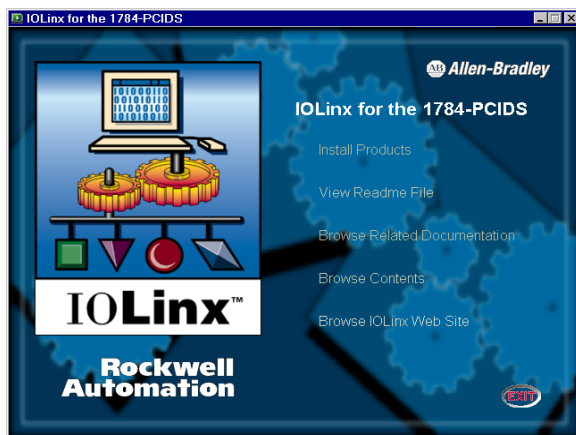 IOLinx for the 1784-PCIDS
AB Allen-Bradley
IOLinx for the 1784-PCIDS
Install Products
View Readme File
Browse Related Documentation
Browse Contents
Browse IOLinx Web Site
IOLinx™
Rockwell
Automation
EXIT